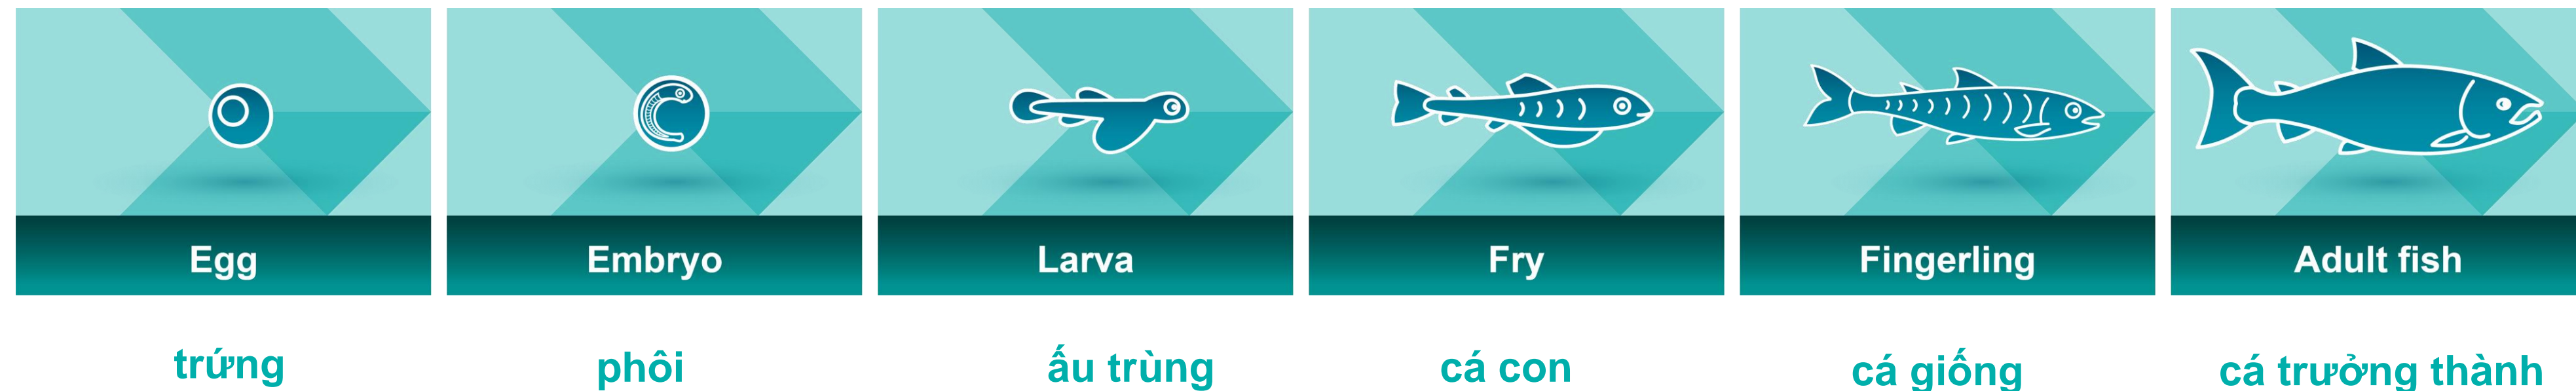 Egg Embryo Larva Fry Fingerling Adult fish
trứng phôi ấu trùng cá con cá giống cá trưởng thành